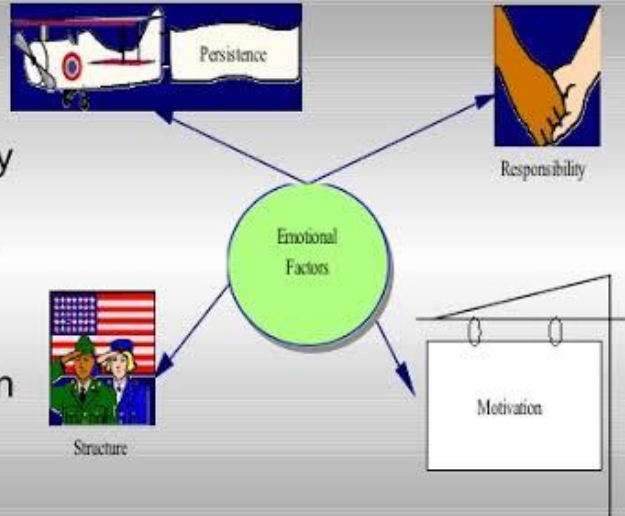 Persistence
y
Responsibility
Emotional
Factors
n
Motivation
Structure